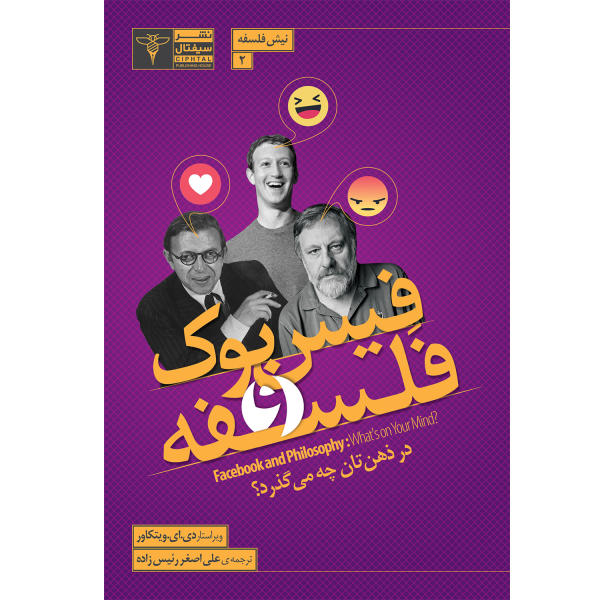 نشر
سیفتال
CIPHTAL
PUBLISHING HOUSE
نیش فلسفه
۲
فیس‌بوک
و
فلسفه
Facebook and Philosophy: What's on Your Mind?
در ذهن‌تان چه می‌گذرد؟
ویراستار دی.ای.ویتکاور
ترجمه‌ی علی اصغر رئیس زاده